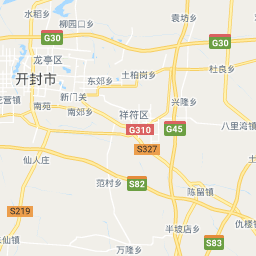 水稻乡
袁坊乡
柳园口乡
G30
G30
龙亭区
杜良乡
土柏岗乡
开封市
东郊乡
新门关
兴隆乡
南苑
祥符区
南郊乡
八里湾镇
G310
G45
S327
仙人庄
范村乡
S82
陈留镇
S219
半坡店乡
仇楼镇
万隆乡
S83